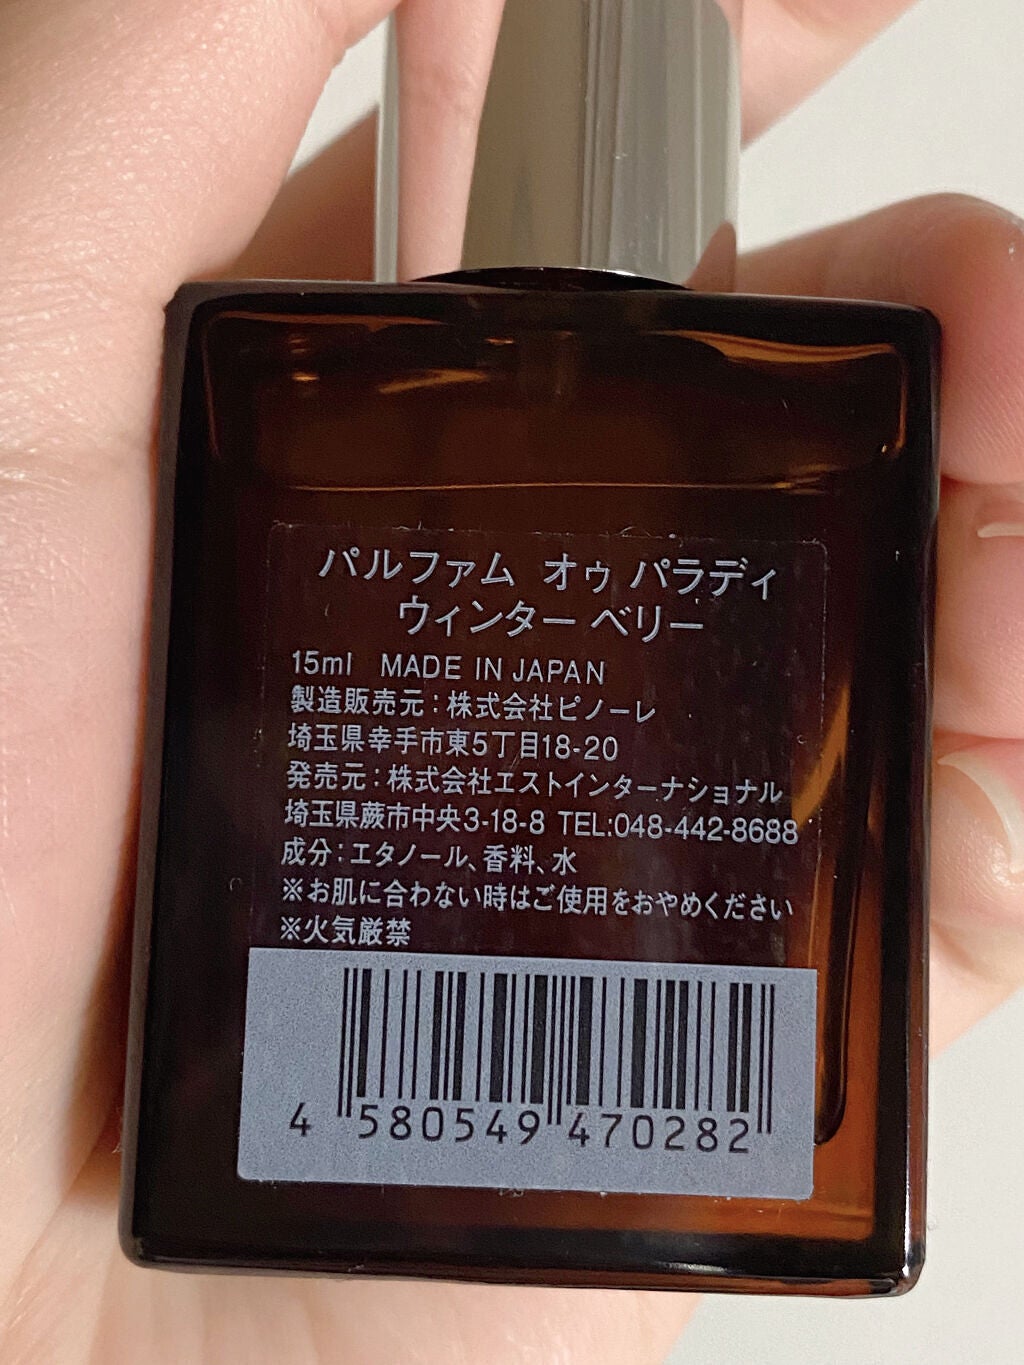 パルファム オゥ パラディ
ウィンター ベリー
15ml MADE IN JAPAN
製造販売元：株式会社ピノーレ
埼玉県幸手市東5丁目18-20
発売元：株式会社エストインターナショナル
埼玉県蕨市中央3-18-8 TEL:048-442-8688
成分：エタノール、香料、水
※お肌に合わない時はご使用をおやめください
※火気厳禁
4 580549 470282